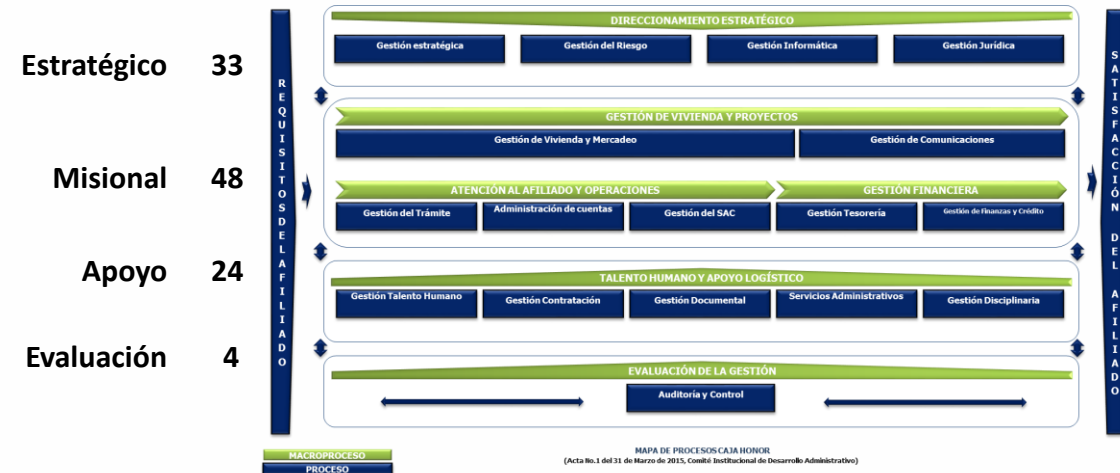 DIRECCIONAMIENTO ESTRATÉGICO
Gestión estratégica
Gestión del Riesgo
Gestión Informática
Gestión Jurídica
Estratégico 33
REQUISITOS DEL AFILIADO
SATISFACCIÓN DEL AFILIADO
GESTIÓN DE VIVIENDA Y PROYECTOS
Gestión de Vivienda y Mercadeo
Gestión de Comunicaciones
Misional 48
ATENCIÓN AL AFILIADO Y OPERACIONES
GESTIÓN FINANCIERA
Gestión del Trámite
Administración de cuentas
Gestión del SAC
Gestión Tesorería
Gestión de Finanzas y Crédito
Apoyo 24
TALENTO HUMANO Y APOYO LOGÍSTICO
Gestión Talento Humano
Gestión Contratación
Gestión Documental
Servicios Administrativos
Gestión Disciplinaria
Evaluación 4
EVALUACIÓN DE LA GESTIÓN
Auditoría y Control
MACROPROCESO
PROCESO
MAPA DE PROCESOS CAJA HONOR
(Acta No.1 del 31 de Marzo de 2015, Comité Institucional de Desarrollo Administrativo)